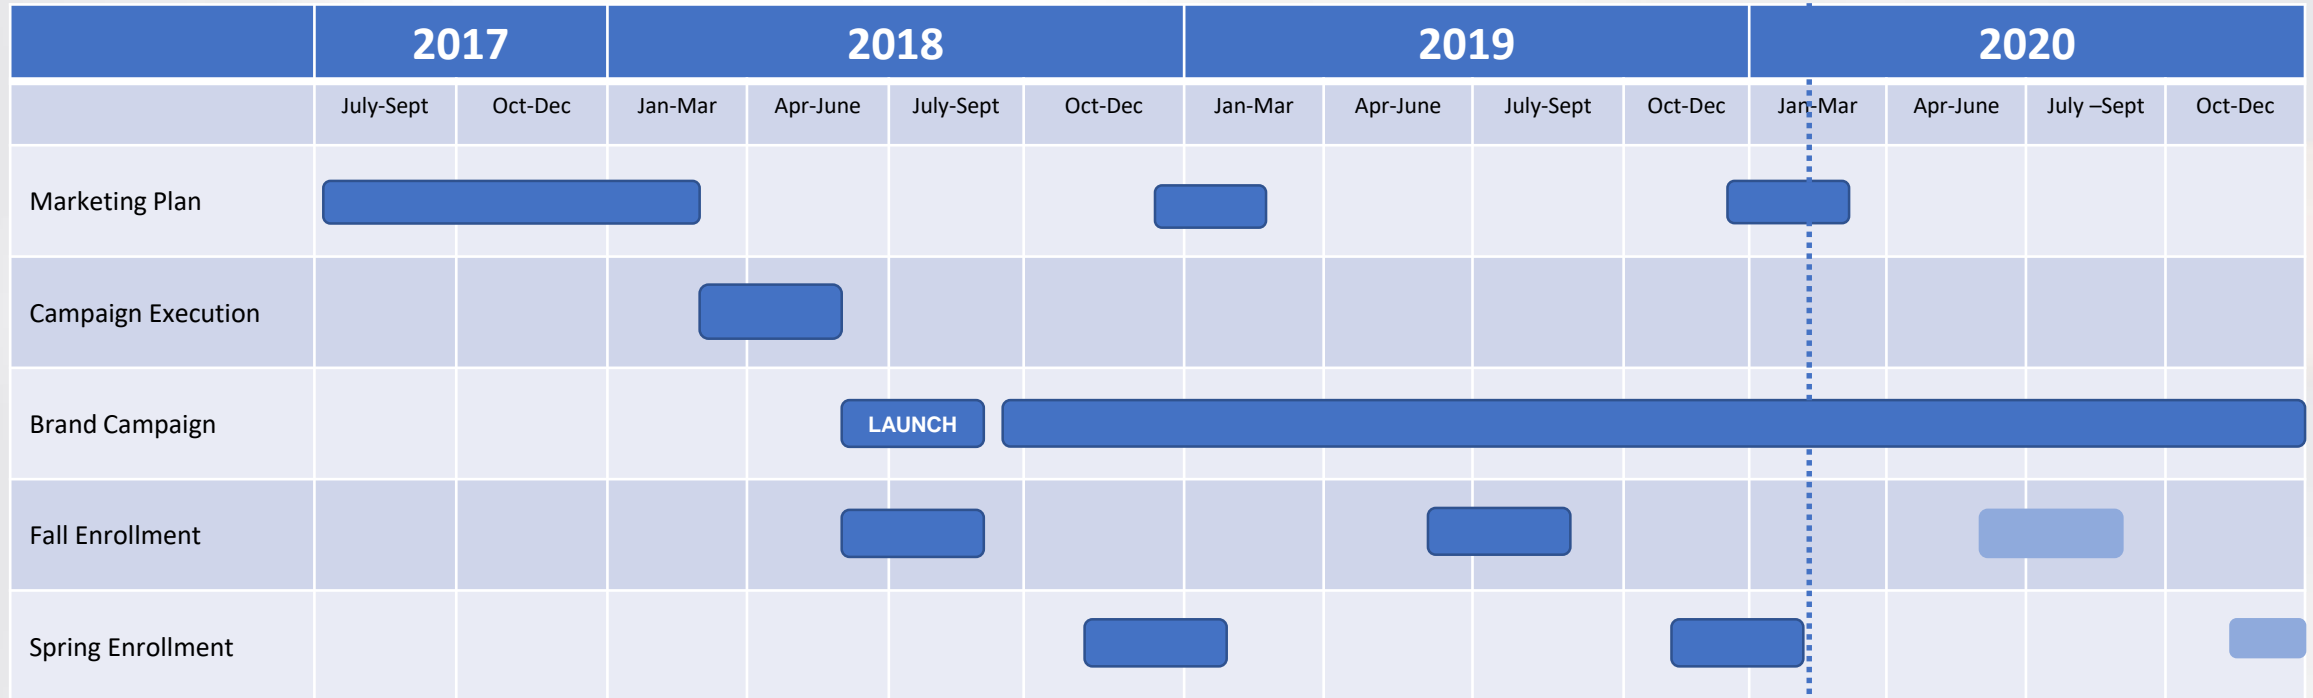 2017 2018 2019 2020
July-Sept Oct-Dec Jan-Mar Apr-June July-Sept Oct-Dec Jan-Mar Apr-June July-Sept Oct-Dec Jan-Mar Apr-June July –Sept Oct-Dec
Marketing Plan
Campaign Execution
Brand Campaign LAUNCH
Fall Enrollment
Spring Enrollment